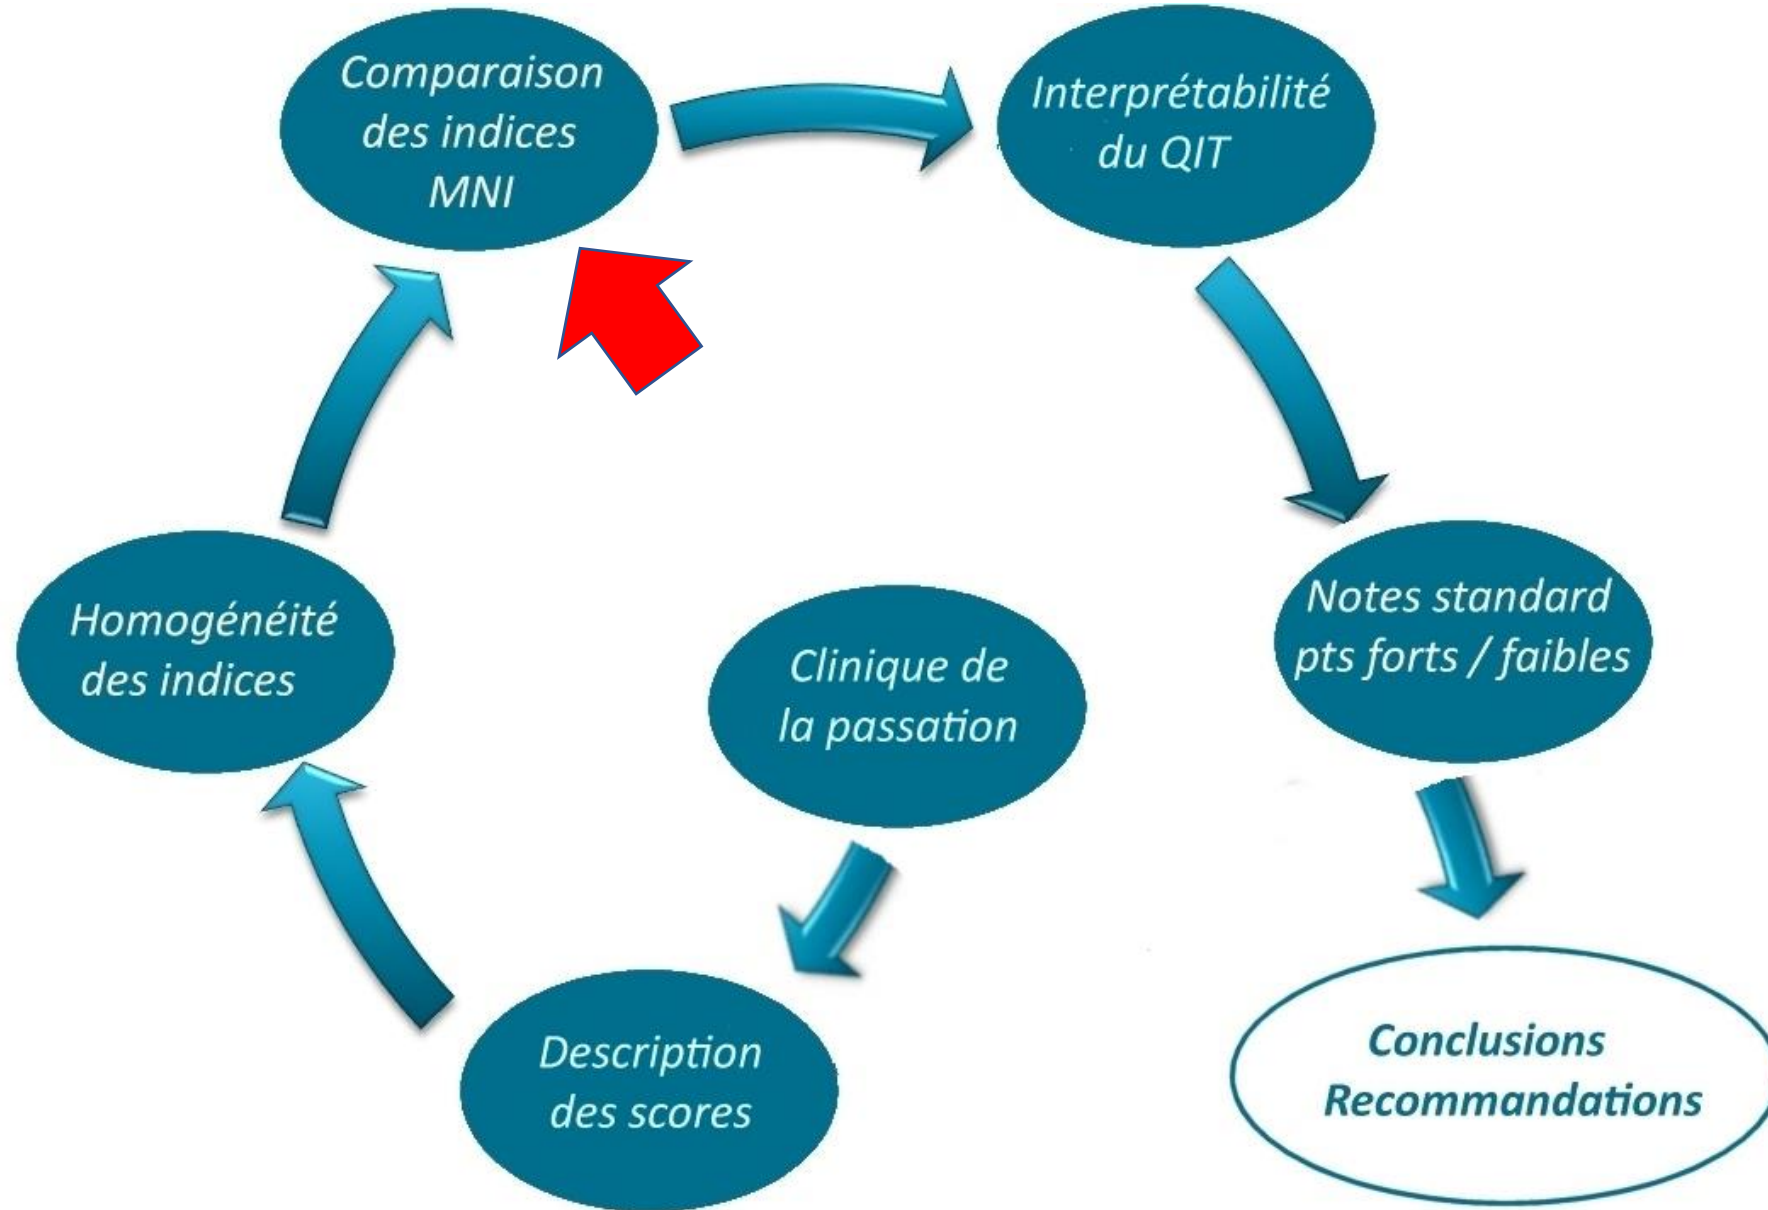 Comparaison
des indices
MNI
Interprétabilité
du QIT
Homogénéité
des indices
Clinique de
la passation
Notes standard
pts forts / faibles
Description
des scores
Conclusions
Recommandations